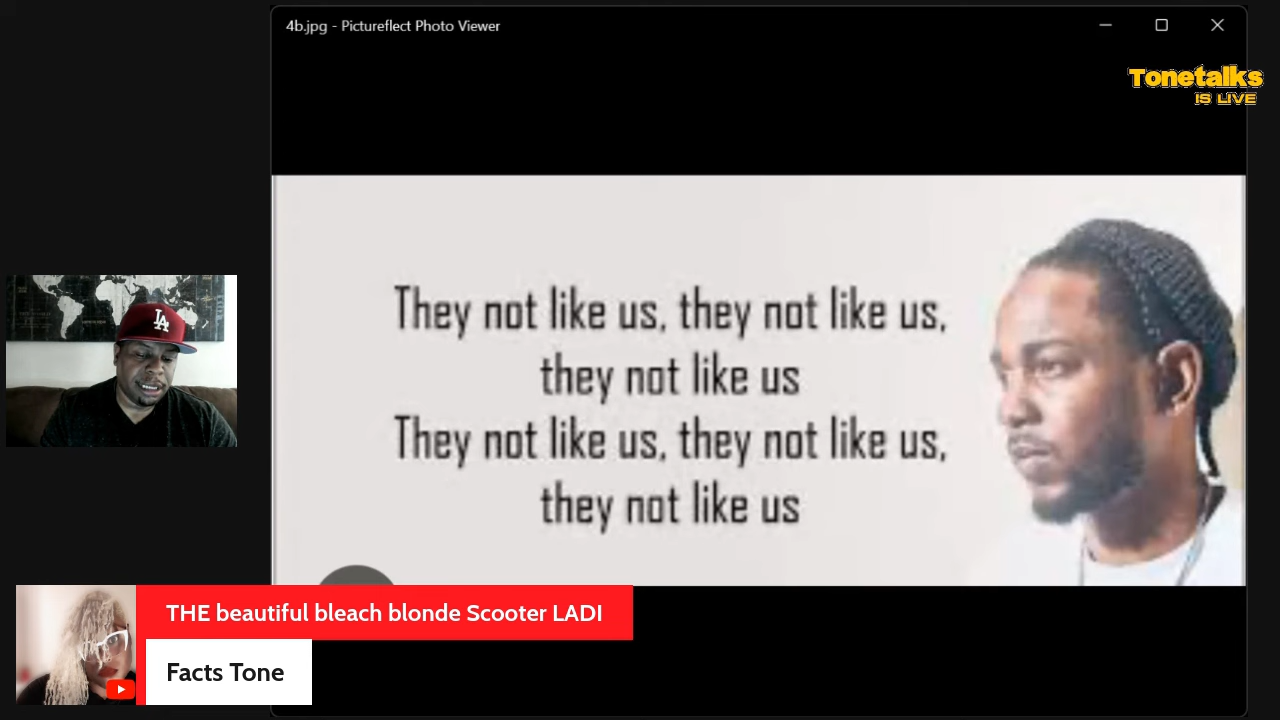 4b.jpg - Pictureflect Photo Viewer
Tonetalks
IS LIVE
LA
They not like us, they not like us,
they not like us
They not like us, they not like us,
they not like us
THE beautiful bleach blonde Scooter LADI
Facts Tone